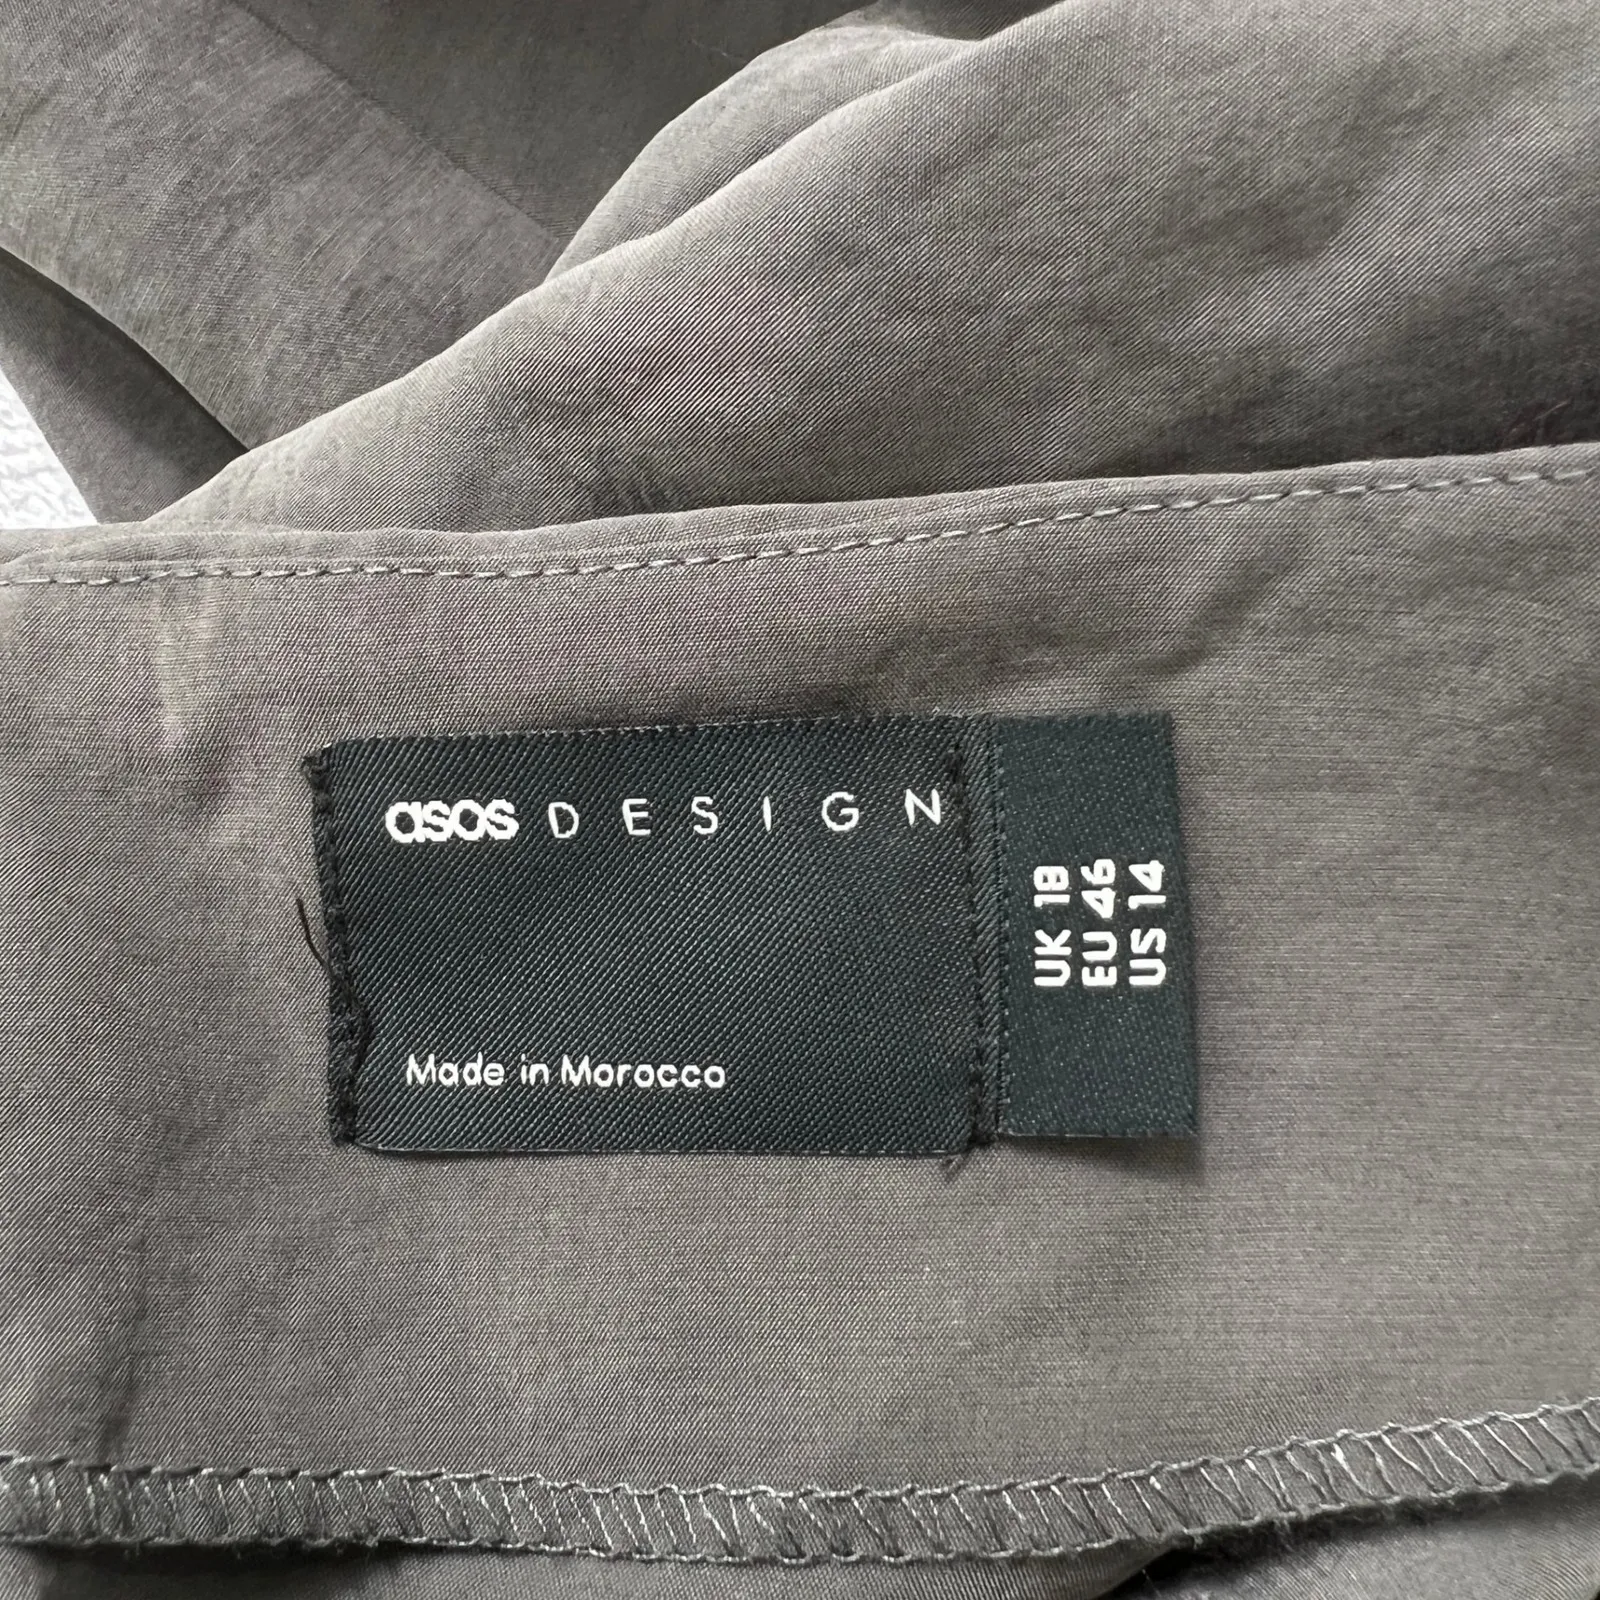 asos DESIGN
Made in Morocco
UK 18
EU 46
US 14